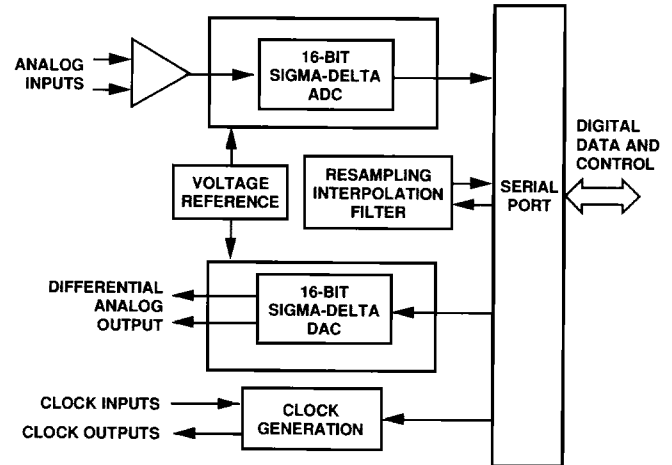 ANALOG
INPUTS
16-BIT
SIGMA-DELTA
ADC
VOLTAGE
REFERENCE
RESAMPLING
INTERPOLATION
FILTER
SERIAL
PORT
DIGITAL
DATA AND
CONTROL
DIFFERENTIAL
ANALOG
OUTPUT
16-BIT
SIGMA-DELTA
DAC
CLOCK INPUTS
CLOCK OUTPUTS
CLOCK
GENERATION